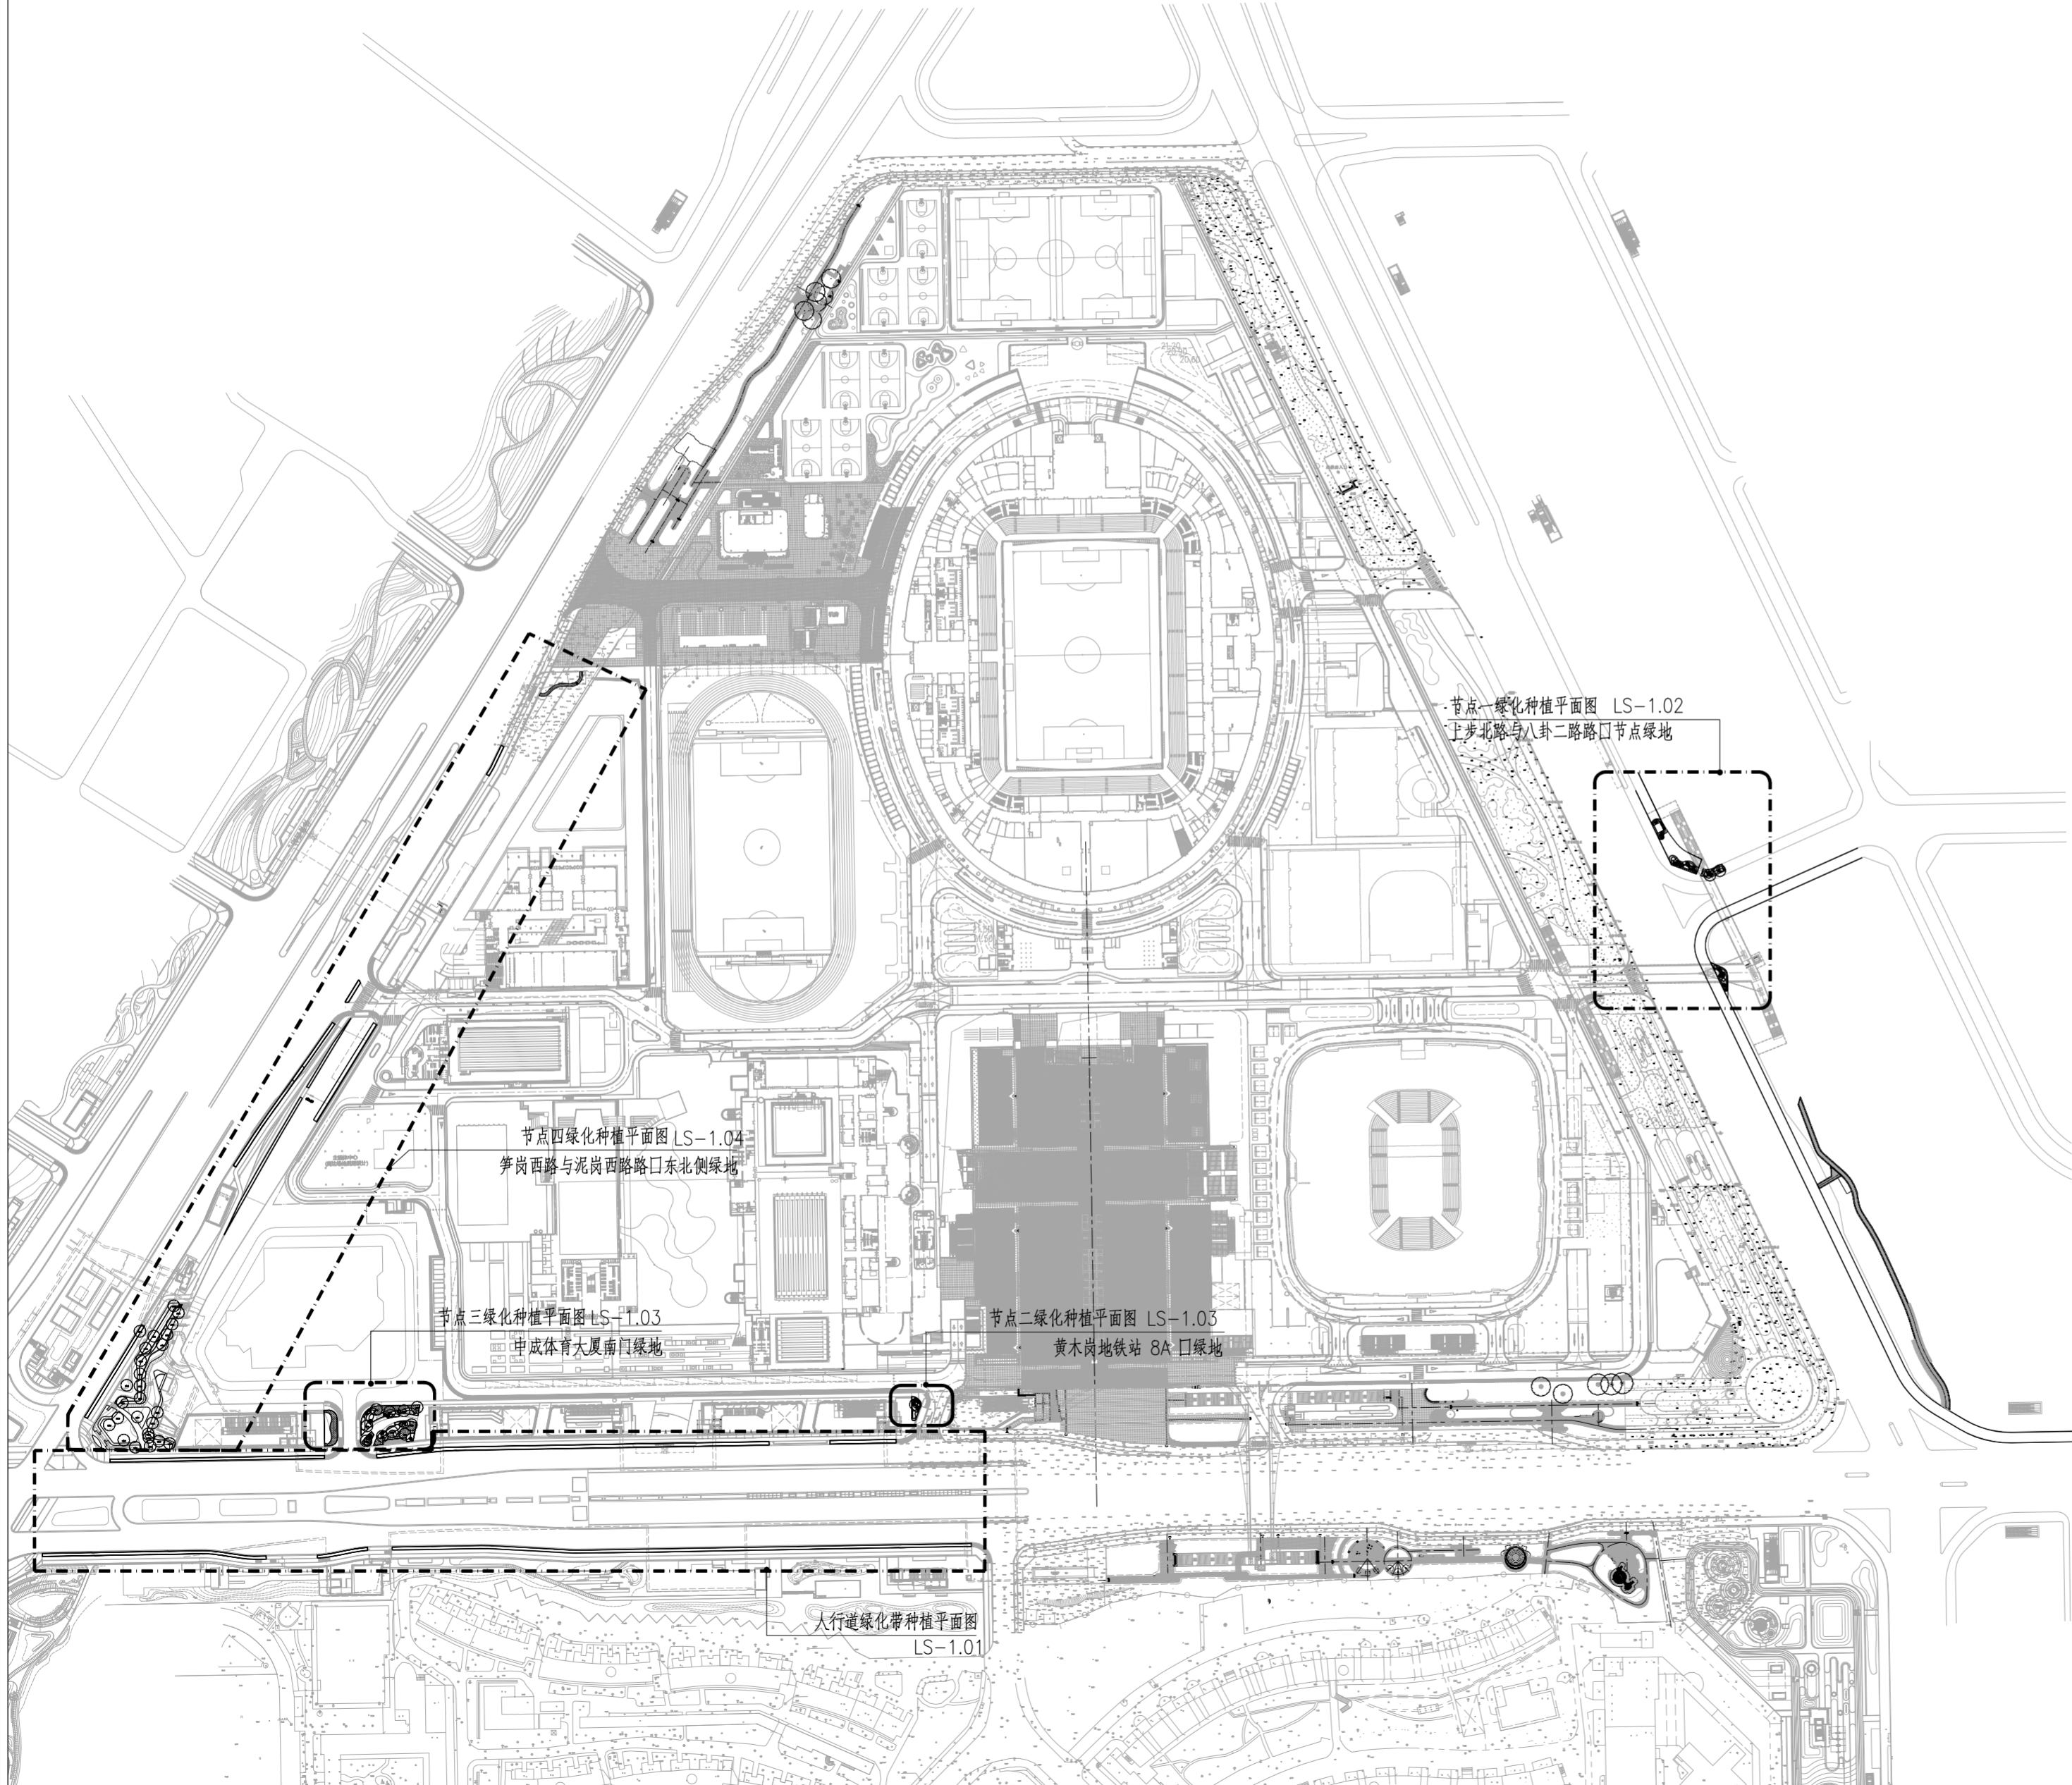 21.20
20.90
20.60
节点一绿化种植平面图 LS-1.02
上步北路与八卦二路路口节点绿地
节点四绿化种植平面图 LS-1.04
笋岗西路与泥岗西路路口东北侧绿地
节点三绿化种植平面图 LS-1.03
中成体育大厦南门绿地
节点二绿化种植平面图 LS-1.03
黄木岗地铁站 8A 口绿地
人行道绿化带种植平面图
LS-1.01